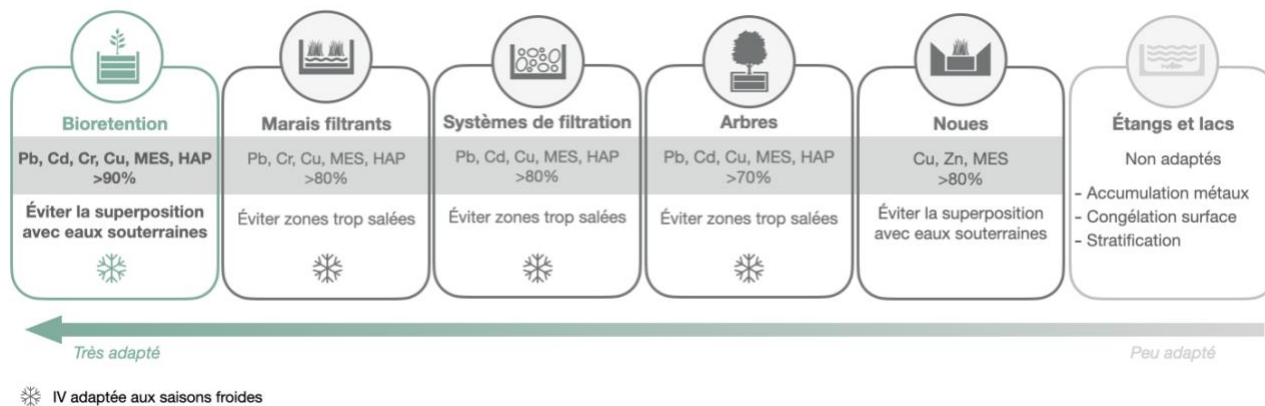 Bioretention
Pb, Cd, Cr, Cu, MES, HAP
>90%
Éviter la superposition
avec eaux souterraines
Marais filtrants
Pb, Cr, Cu, MES, HAP
>80%
Éviter zones trop salées
Systèmes de filtration
Pb, Cd, Cu, MES, HAP
>80%
Éviter zones trop salées
Arbres
Pb, Cd, Cu, MES, HAP
>70%
Éviter zones trop salées
Noues
Cu, Zn, MES
>80%
Éviter la superposition
avec eaux souterraines
Étangs et lacs
Non adaptés
- Accumulation métaux
- Congélation surface
- Stratification
Très adapté
Peu adapté
IV adaptée aux saisons froides